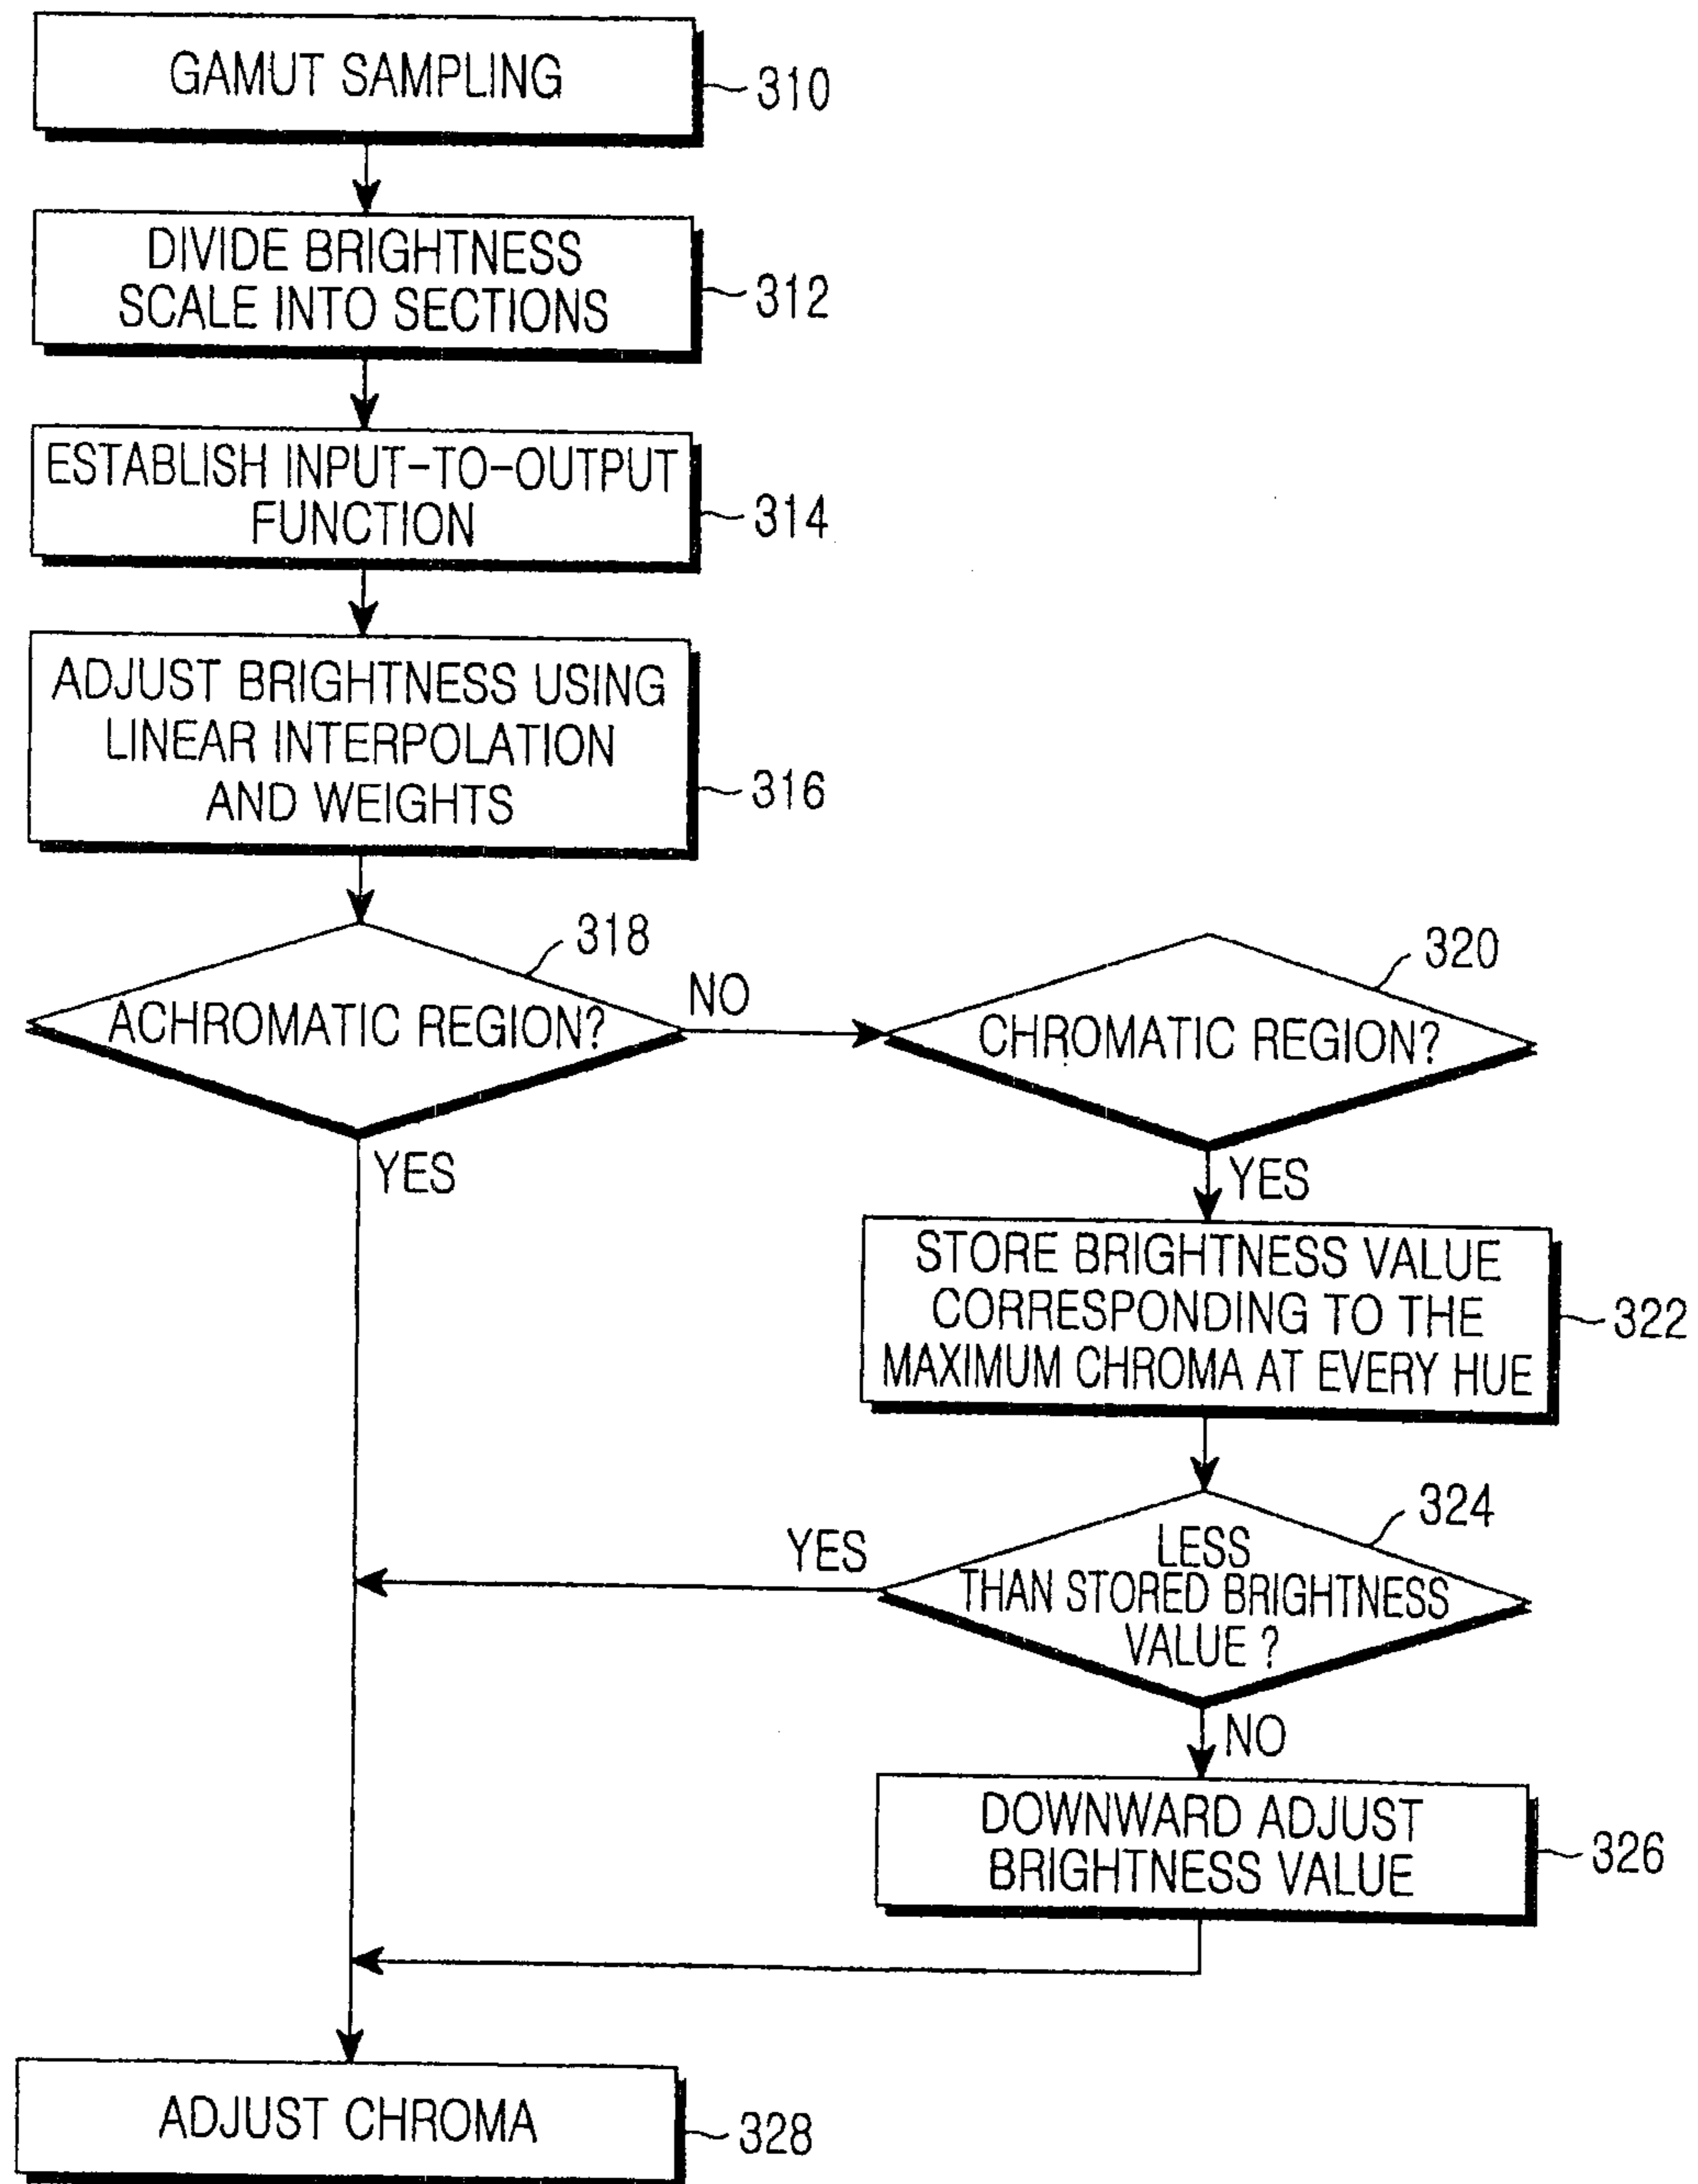 GAMUT SAMPLING
310
DIVIDE BRIGHTNESS
SCALE INTO SECTIONS
312
ESTABLISH INPUT-TO-OUTPUT
FUNCTION
314
ADJUST BRIGHTNESS USING
LINEAR INTERPOLATION
AND WEIGHTS
316
318
ACHROMATIC REGION?
NO
YES
320
CHROMATIC REGION?
YES
STORE BRIGHTNESS VALUE
CORRESPONDING TO THE
MAXIMUM CHROMA AT EVERY HUE
322
324
LESS
THAN STORED BRIGHTNESS
VALUE ?
YES
NO
DOWNWARD ADJUST
BRIGHTNESS VALUE
326
ADJUST CHROMA
328